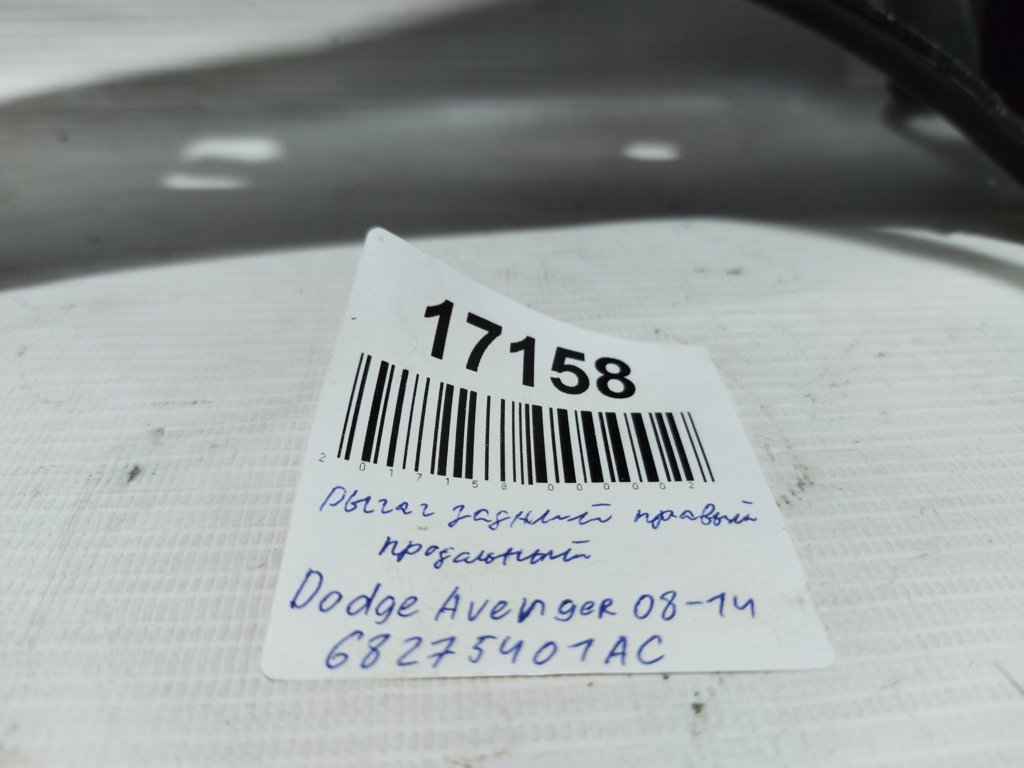 17158
2017158000002
Рычаг задний правый
продольный
Dodge Avenger 08-14
68275401AC